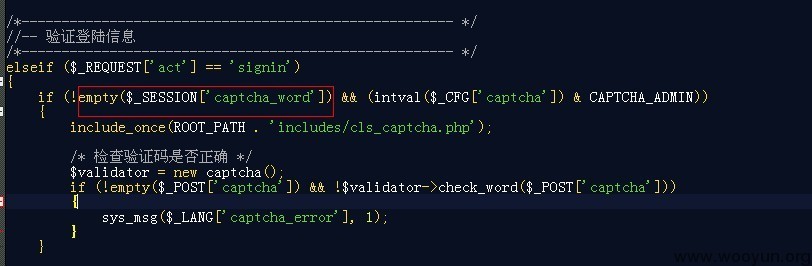 /*------------------------------------------------------ */
//-- 验证登陆信息
/*------------------------------------------------------ */
elseif ($_REQUEST['act'] == 'signin')
{
if (!empty($_SESSION['captcha_word']) && (intval($_CFG['captcha']) & CAPTCHA_ADMIN))
{
include_once(ROOT_PATH . 'includes/cls_captcha.php');
/* 检查验证码是否正确 */
$validator = new captcha();
if (!empty($_POST['captcha']) && !$validator->check_word($_POST['captcha']))
{
sys_msg($_LANG['captcha_error'], 1);
}
}
www.wooyun.org